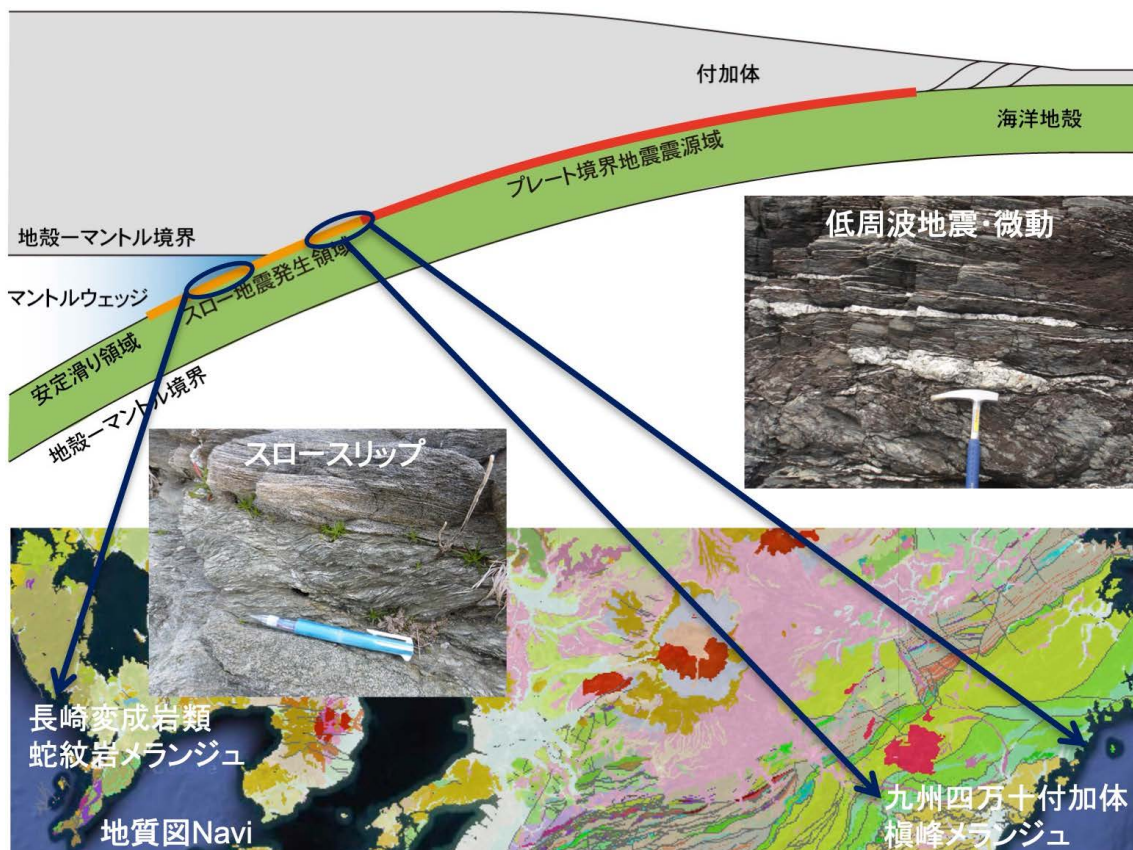 付加体
海洋地殻
プレート境界地震震源域
地殻ーマントル境界
低周波地震･微動
スロー地震発生領域
マントルウェッジ
安定滑り領域
地殻ーマントル境界
スロースリップ
長崎変成岩類
蛇紋岩メランジュ
地質図Navi
九州四万十付加体
槇峰メランジュ